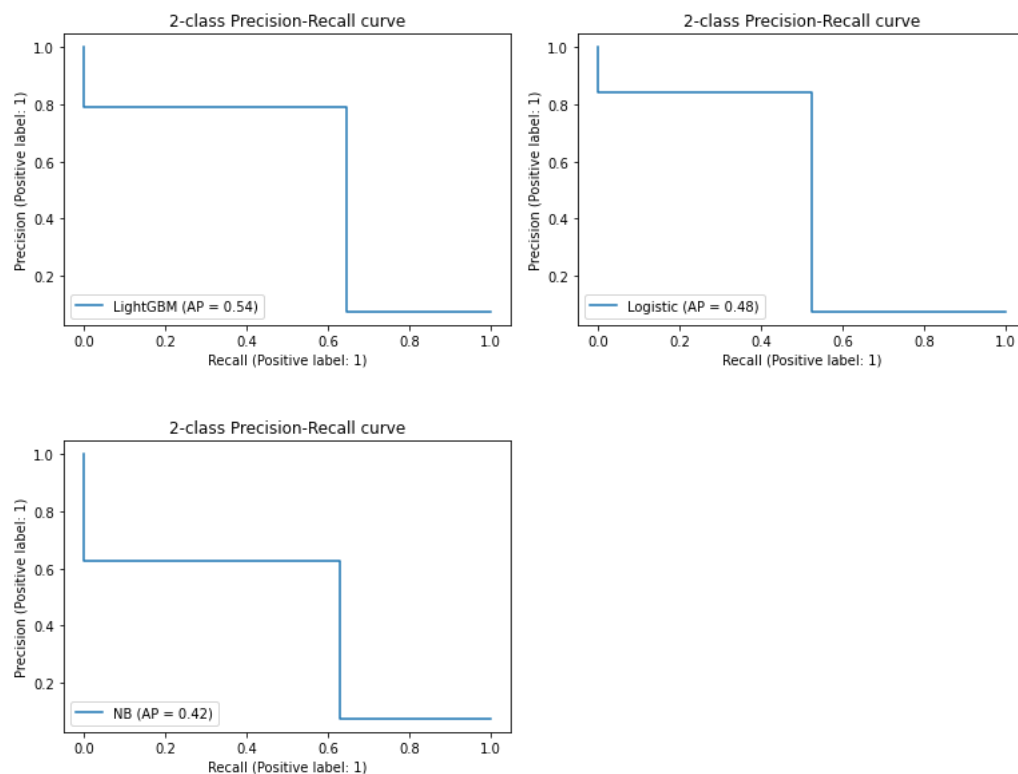 2-class Precision-Recall curve
Precision (Positive label: 1)
1.0
0.8
0.6
0.4
0.2
LightGBM (AP = 0.54)
0.0 0.2 0.4 0.6 0.8 1.0
Recall (Positive label: 1)
2-class Precision-Recall curve
Precision (Positive label: 1)
1.0
0.8
0.6
0.4
0.2
Logistic (AP = 0.48)
0.0 0.2 0.4 0.6 0.8 1.0
Recall (Positive label: 1)
2-class Precision-Recall curve
Precision (Positive label: 1)
1.0
0.8
0.6
0.4
0.2
NB (AP = 0.42)
0.0 0.2 0.4 0.6 0.8 1.0
Recall (Positive label: 1)